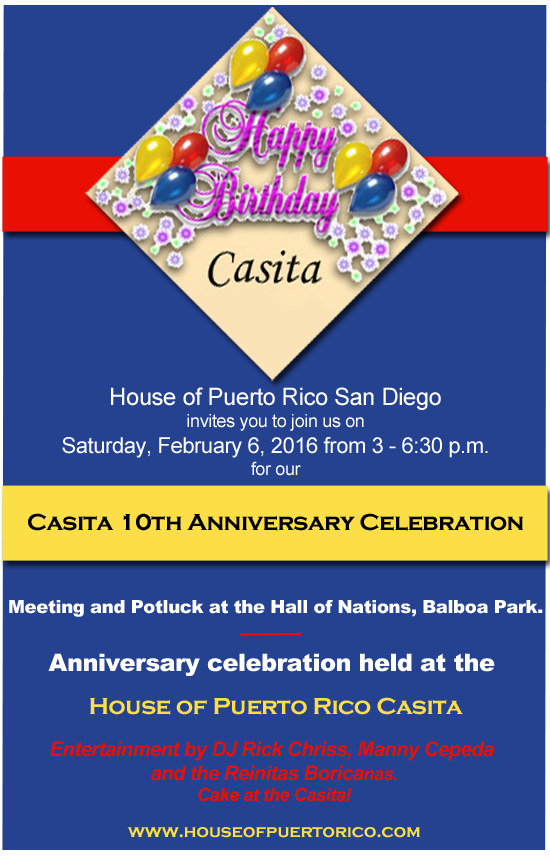 Happy
Birthday
Casita
House of Puerto Rico San Diego
invites you to join us on
Saturday, February 6, 2016 from 3 - 6:30 p.m.
for our
Casita 10th Anniversary Celebration
Meeting and Potluck at the Hall of Nations, Balboa Park.
Anniversary celebration held at the
House of Puerto Rico Casita
Entertainment by DJ Rick Chriss, Manny Cepeda
and the Reinitas Boricanas.
Cake at the Casita!
www.houseofpuertorico.com